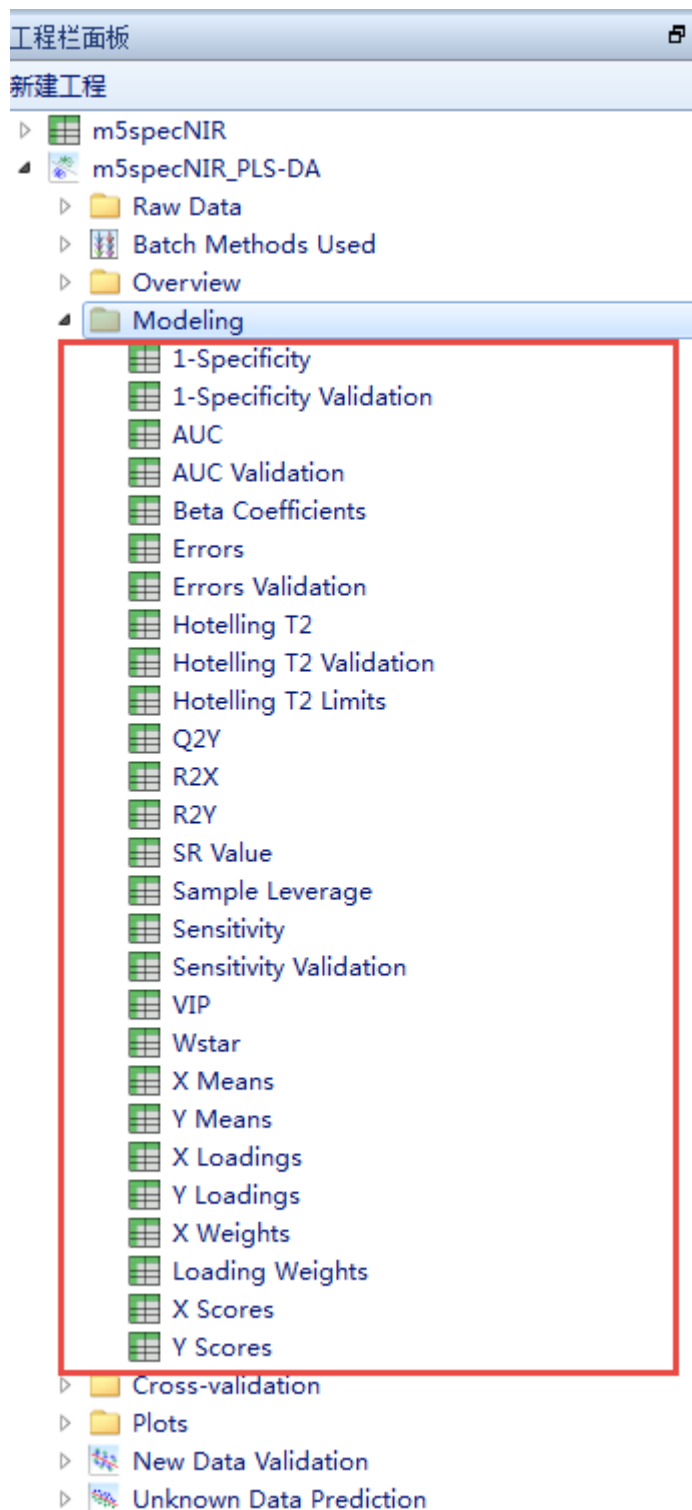 工程栏面板
新建工程
m5specNIR
m5specNIR_PLS-DA
Raw Data
Batch Methods Used
Overview
Modeling
1-Specificity
1-Specificity Validation
AUC
AUC Validation
Beta Coefficients
Errors
Errors Validation
Hotelling T2
Hotelling T2 Validation
Hotelling T2 Limits
Q2Y
R2X
R2Y
SR Value
Sample Leverage
Sensitivity
Sensitivity Validation
VIP
Wstar
X Means
Y Means
X Loadings
Y Loadings
X Weights
Loading Weights
X Scores
Y Scores
Cross-validation
Plots
New Data Validation
Unknown Data Prediction